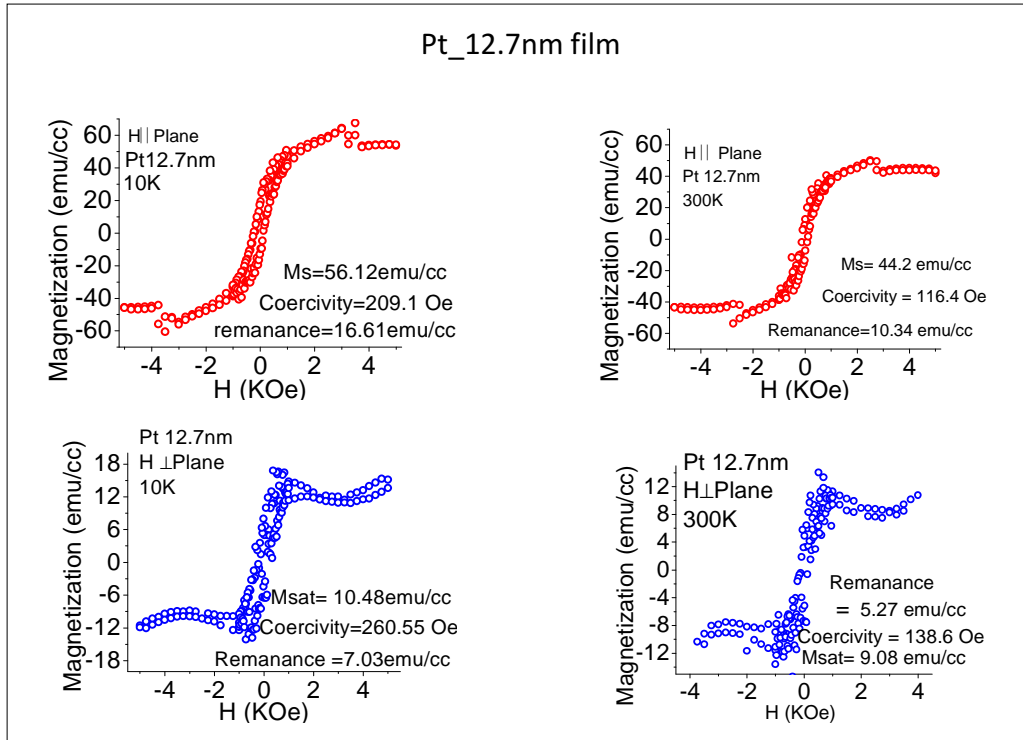 Pt_12.7nm film
Magnetization (emu/cc)
60
40
20
0
-20
-40
-60
H|| Plane
Pt12.7nm
10K
Ms=56.12emu/cc
Coercivity=209.1 Oe
remanance=16.61emu/cc
-4 -2 0 2 4
H (KOe)
Magnetization (emu/cc)
60
40
20
0
-20
-40
-60
H|| Plane
Pt 12.7nm
300K
Ms= 44.2 emu/cc
Coercivity = 116.4 Oe
Remanance=10.34 emu/cc
-4 -2 0 2 4
H (KOe)
Magnetization (emu/cc)
18
12
6
0
-6
-12
-18
Pt 12.7nm
H ⊥Plane
10K
Msat= 10.48emu/cc
Coercivity=260.55 Oe
Remanance =7.03emu/cc
-4 -2 0 2 4
H (KOe)
Magnetization (emu/cc)
12
8
4
0
-4
-8
-12
Pt 12.7nm
H⊥Plane
300K
Remanance
= 5.27 emu/cc
Coercivity = 138.6 Oe
Msat= 9.08 emu/cc
-4 -2 0 2 4
H (KOe)